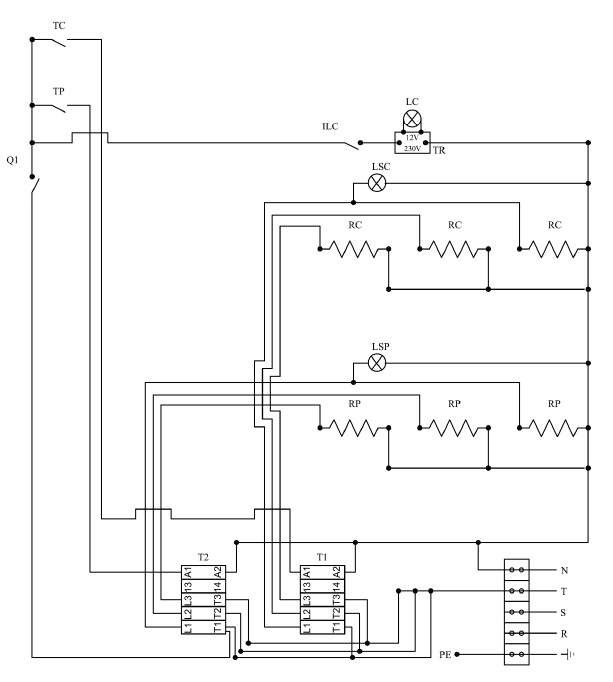 TC
TP
Q1
ILC
LC
12V
230V
TR
LSC
RC RC RC
LSP
RP RP RP
T2 T1
A1 A2 A1 A2
13 14 13 14
L3 T3 L3 T3
L2 T2 L2 T2
L1 T1 L1 T1
N
T
S
R
PE